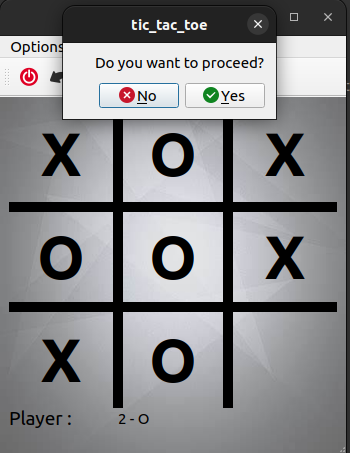 tic_tac_toe
Options
Do you want to proceed?
No Yes
X O X
O O X
X O
Player : 2 - O